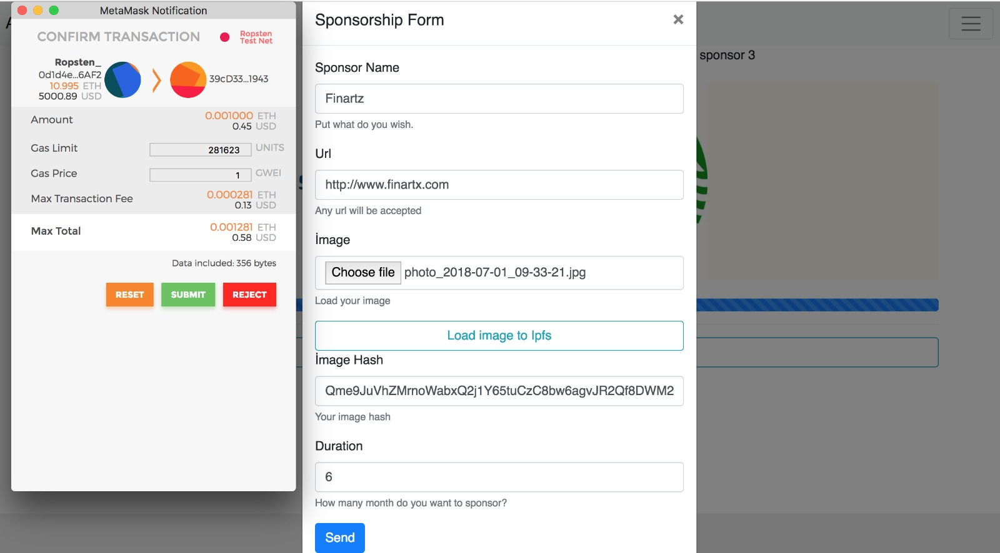 MetaMask Notification
CONFIRM TRANSACTION
Ropsten
Test Net
Ropsten_
0d1d4e...6AF2
10.995 ETH
5000.89 USD
39cD33...1943
Amount
0.001000 ETH
0.45 USD
Gas Limit
281623 UNITS
Gas Price
1 GWEI
Max Transaction Fee
0.000281 ETH
0.13 USD
Max Total
0.001281 ETH
0.58 USD
Data included: 356 bytes
RESET
SUBMIT
REJECT
Sponsorship Form
×
Sponsor Name
Finartz
Put what do you wish.
Url
http://www.finartx.com
Any url will be accepted
İmage
Choose file photo_2018-07-01_09-33-21.jpg
Load your image
Load image to Ipfs
İmage Hash
Qme9JuVhZMrnoWabxQ2j1Y65tuCzC8bw6agvJR2Qf8DWM2
Your image hash
Duration
6
How many month do you want to sponsor?
Send
sponsor 3